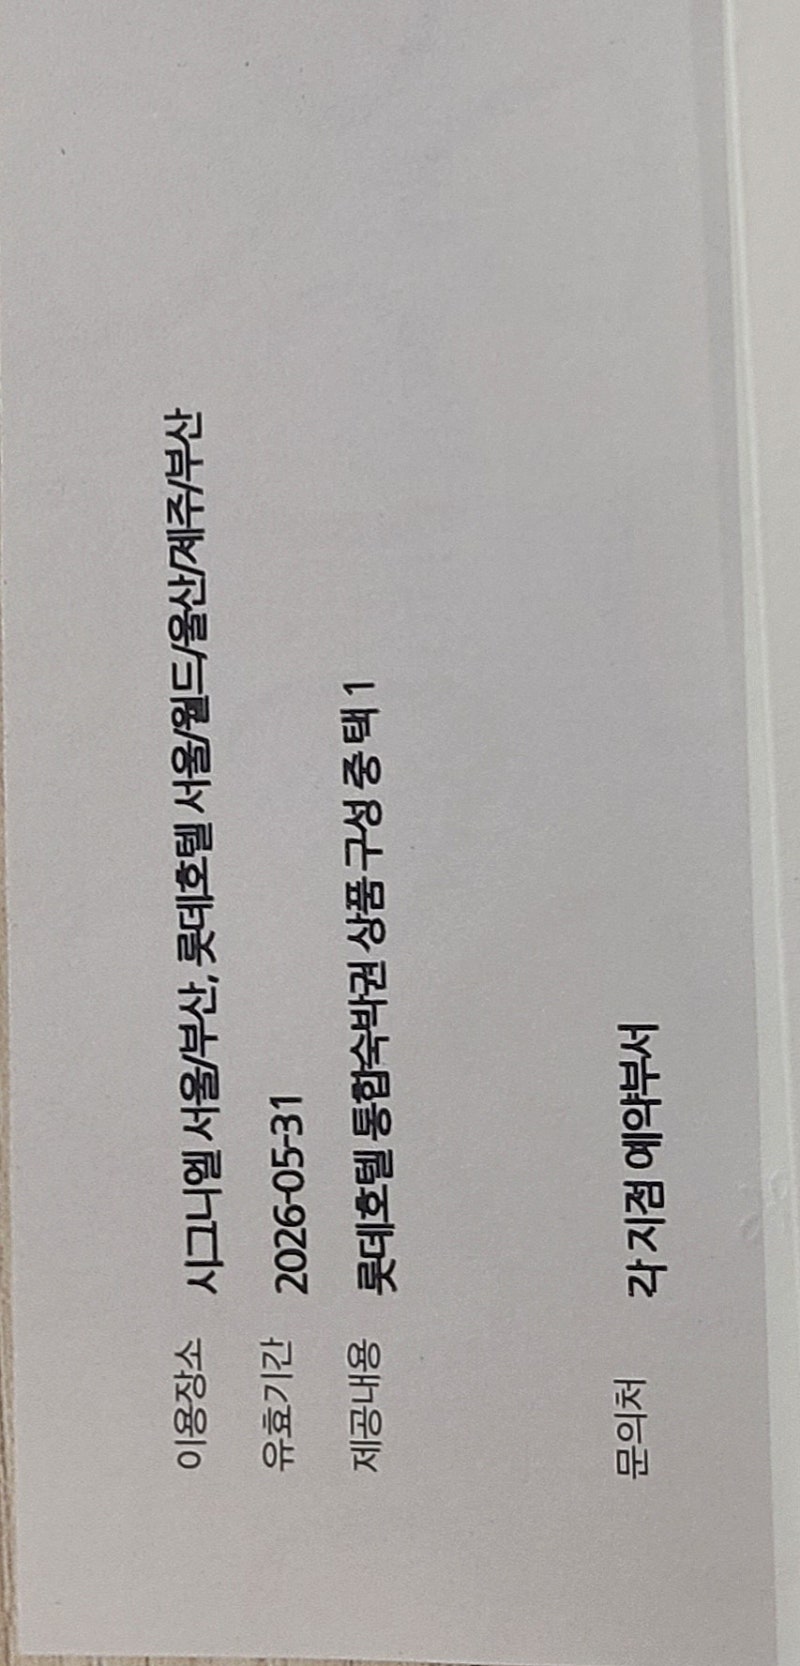 이용장소 시그니엘 서울/부산, 롯데호텔 서울/월드/울산/제주/부산
유효기간 2026-05-31
제공내용 롯데호텔 통합숙박권 상품 구성 중 택 1
문의처 각 지점 예약부서